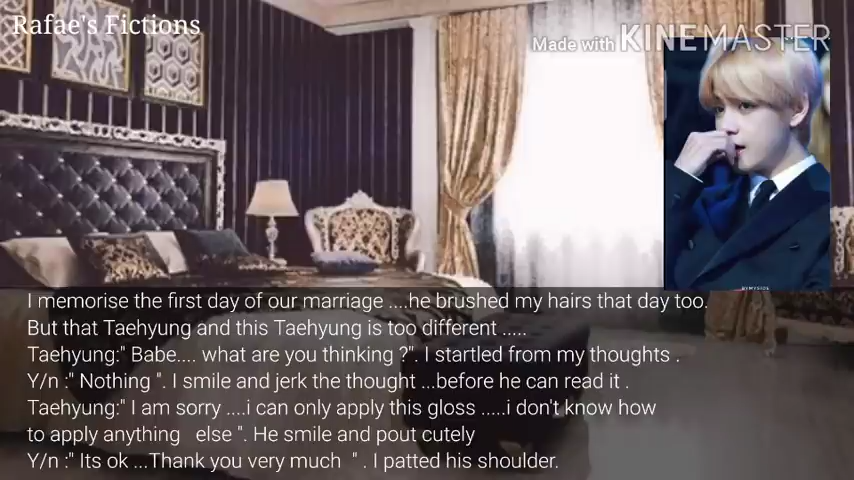 Rafae's Fictions
Made with KINEMASTER
BYMYSIDE
I memorise the first day of our marriage ....he brushed my hairs that day too.
But that Taehyung and this Taehyung is too different .....
Taehyung:" Babe.... what are you thinking ?". I startled from my thoughts .
Y/n :" Nothing ". I smile and jerk the thought ...before he can read it .
Taehyung:" I am sorry ....i can only apply this gloss .....i don't know how
to apply anything else ". He smile and pout cutely
Y/n :" Its ok ...Thank you very much " . I patted his shoulder.